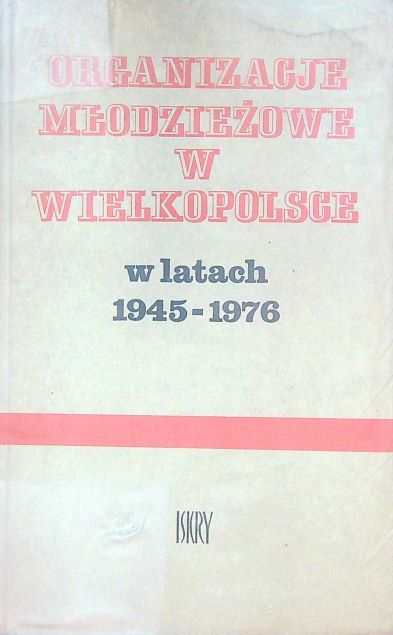 ORGANIZACJE
MŁODZIEŻOWE
W
WIELKOPOLSCE
w latach
1945-1976
ISKRY